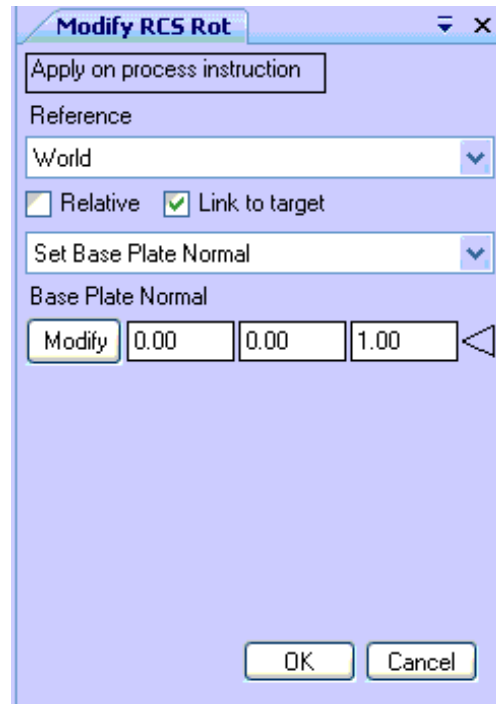 Modify RCS Rot
Apply on process instruction
Reference
World
Relative Link to target
Set Base Plate Normal
Base Plate Normal
Modify 0.00 0.00 1.00
OK Cancel